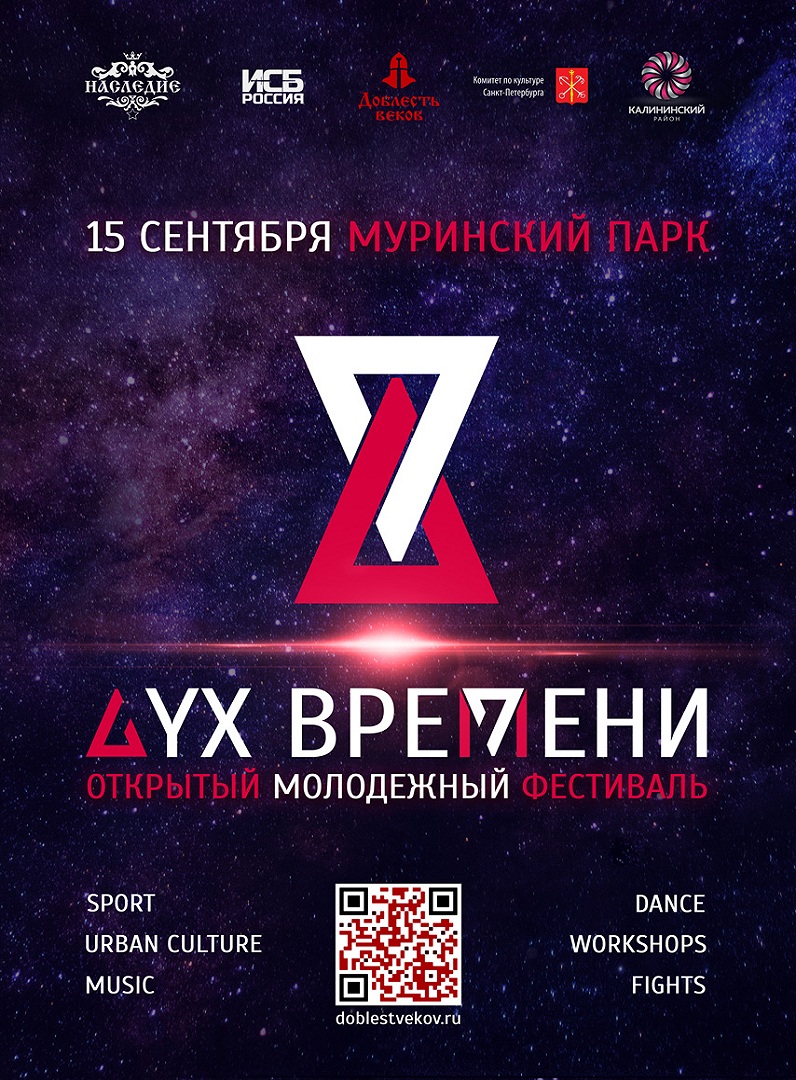 НАСЛЕДИЕ
ИСБ
РОССИЯ
Доблесть
веков
Комитет по культуре
Санкт-Петербурга
КАЛИНИНСКИЙ
РАЙОН
15 СЕНТЯБРЯ МУРИНСКИЙ ПАРК
ДУХ ВРЕМЕНИ
ОТКРЫТЫЙ МОЛОДЕЖНЫЙ ФЕСТИВАЛЬ
SPORT
URBAN CULTURE
MUSIC
DANCE
WORKSHOPS
FIGHTS
doblestvekov.ru